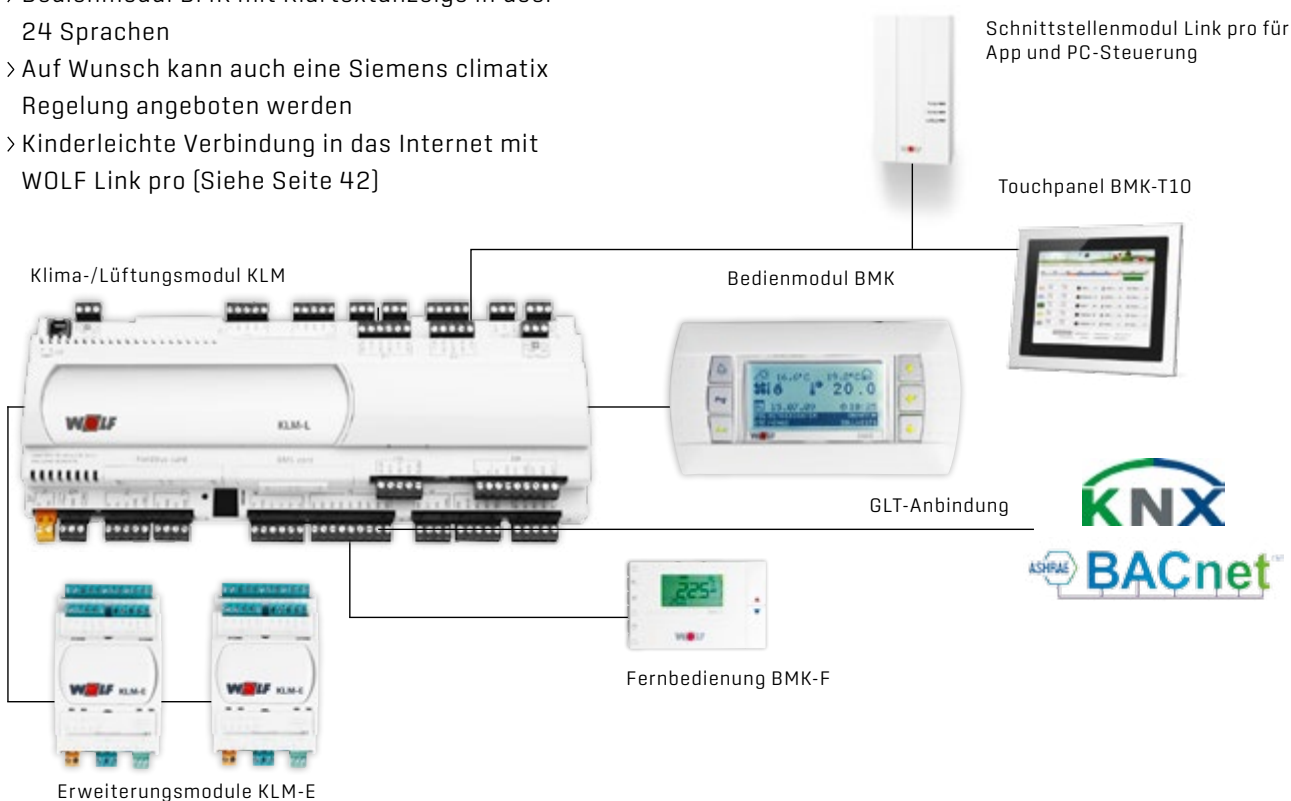 24 Sprachen
> Auf Wunsch kann auch eine Siemens climatix
Regelung angeboten werden
> Kinderleichte Verbindung in das Internet mit
WOLF Link pro (Siehe Seite 42)
Schnittstellenmodul Link pro für
App und PC-Steuerung
Touchpanel BMK-T10
Klima-/Lüftungsmodul KLM
Bedienmodul BMK
WOLF
KLM-L
16.6°C
20.0
WOLF
GLT-Anbindung
KNX
ASHRAE BACnet
22.5
WOLF
Fernbedienung BMK-F
WOLF KLM-E
WOLF KLM-E
Erweiterungsmodule KLM-E